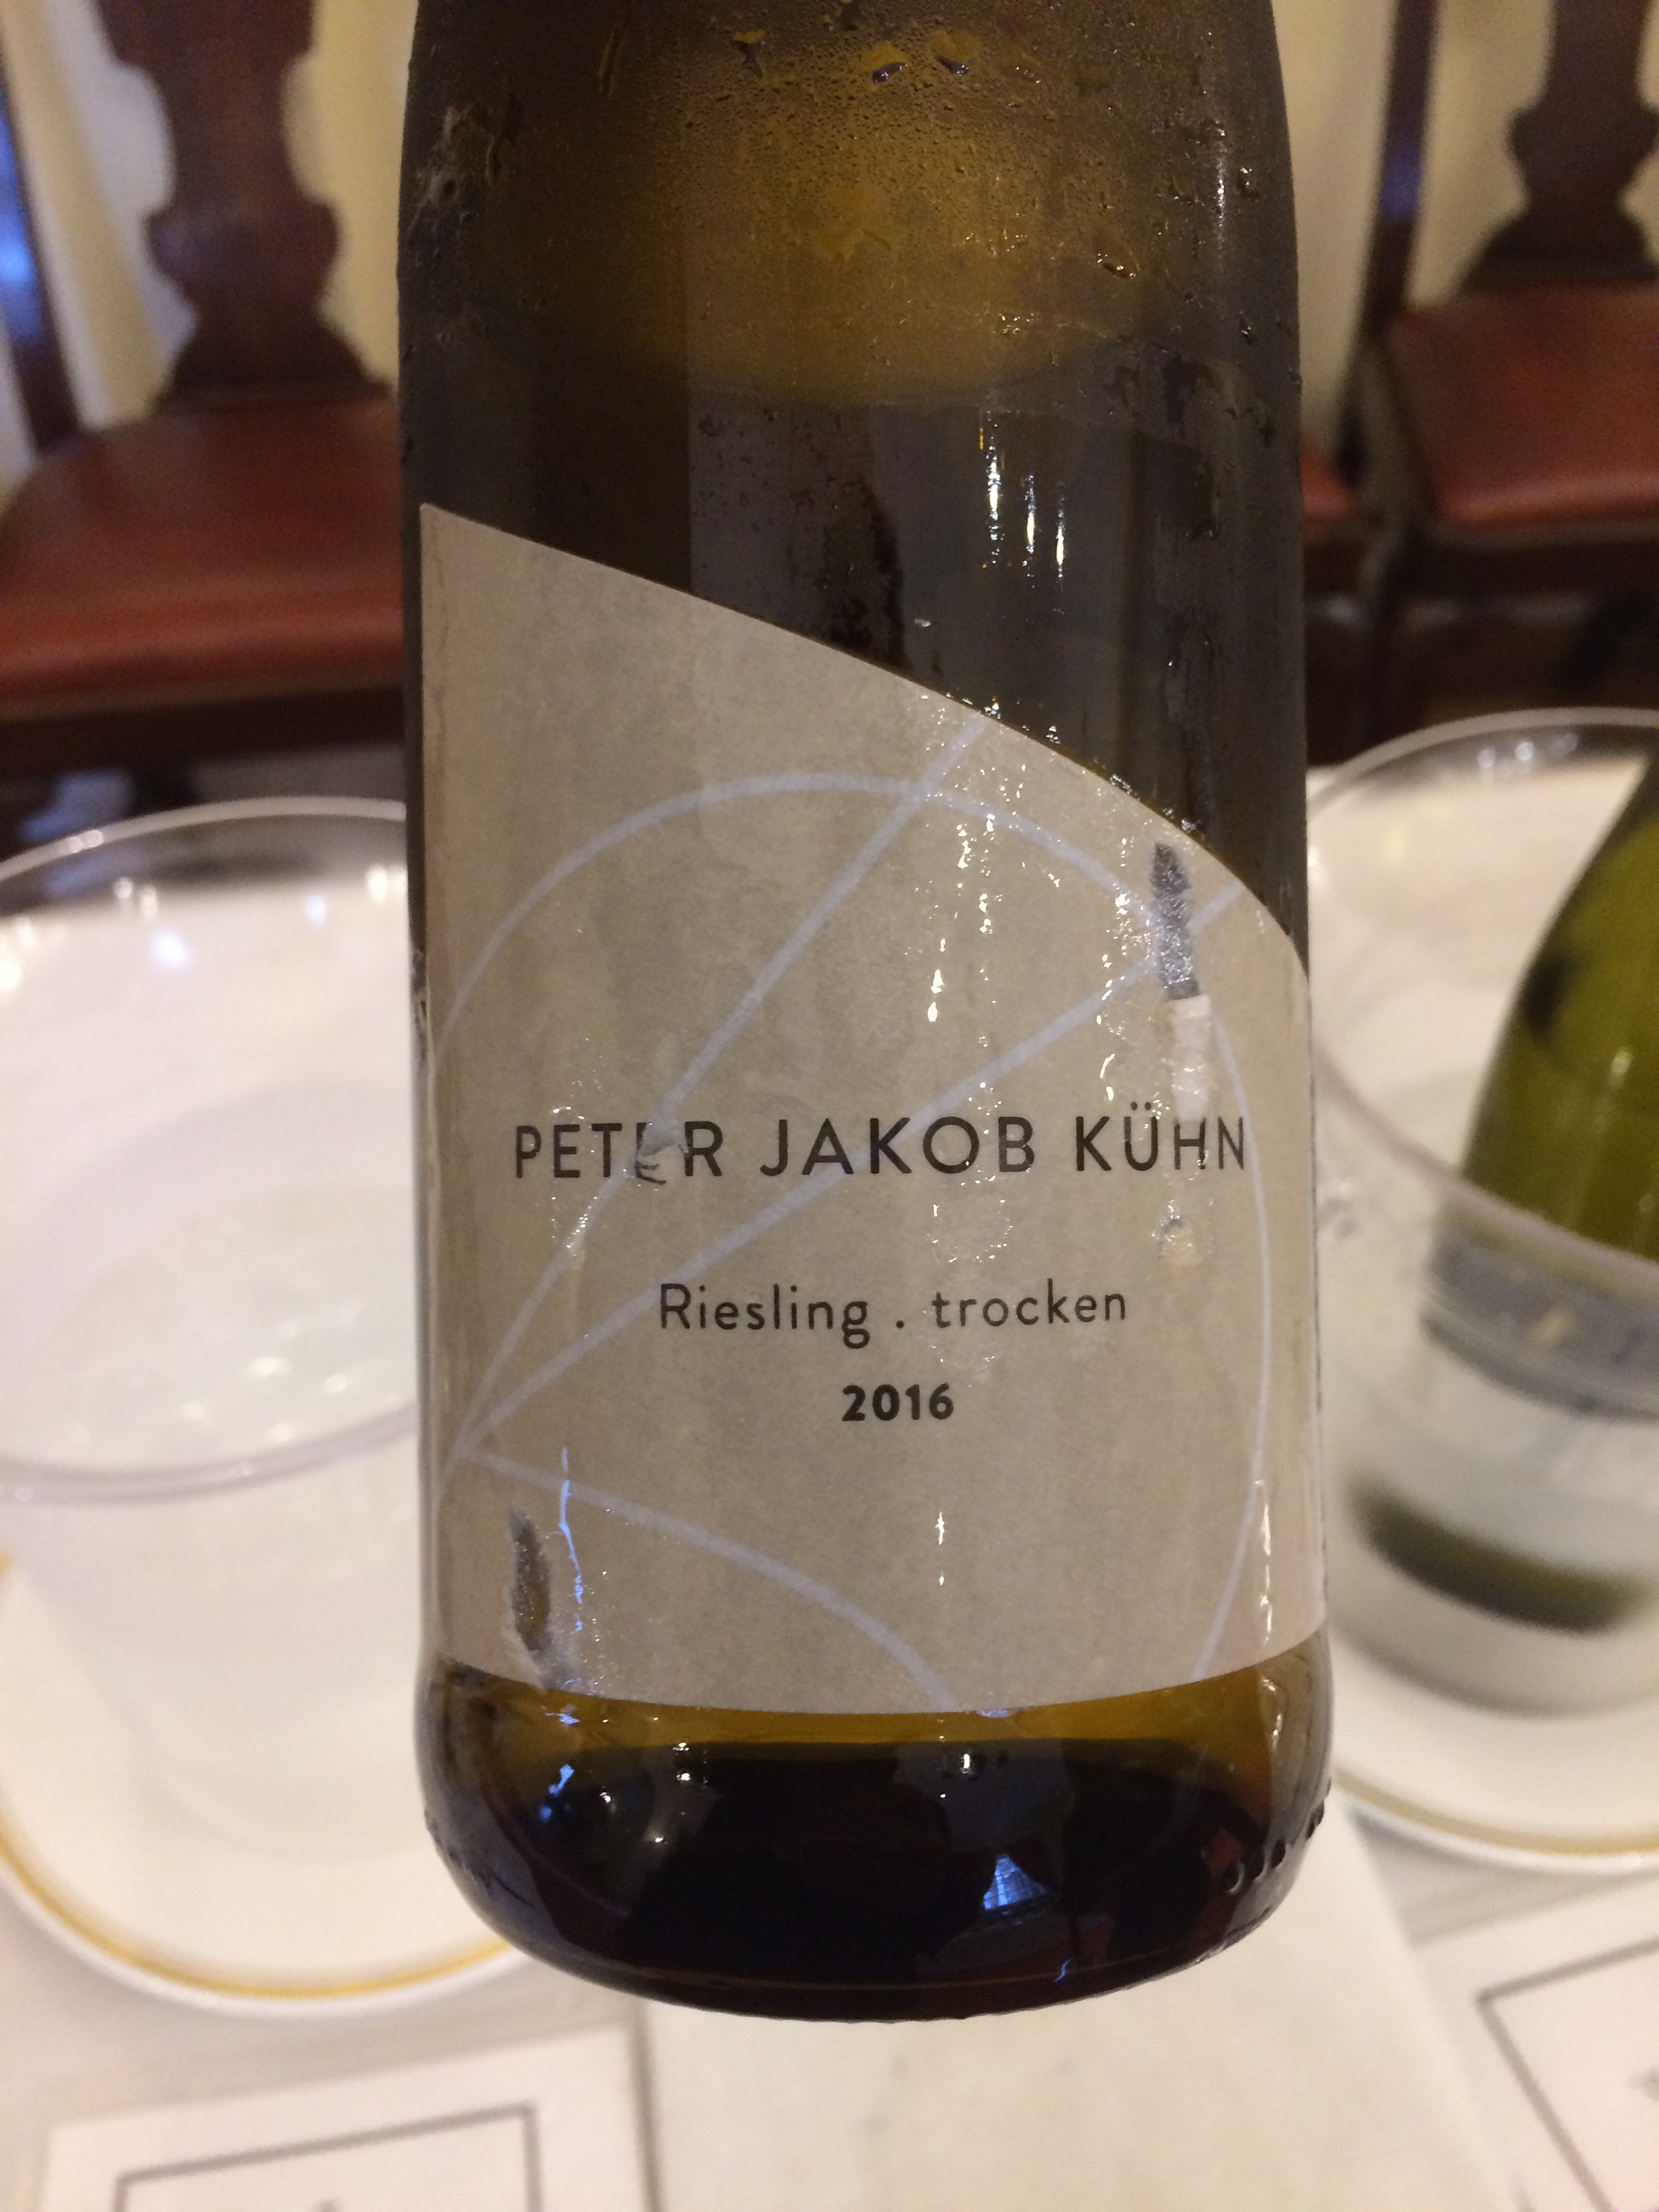 PETER JAKOB KÜHN
Riesling . trocken
2016